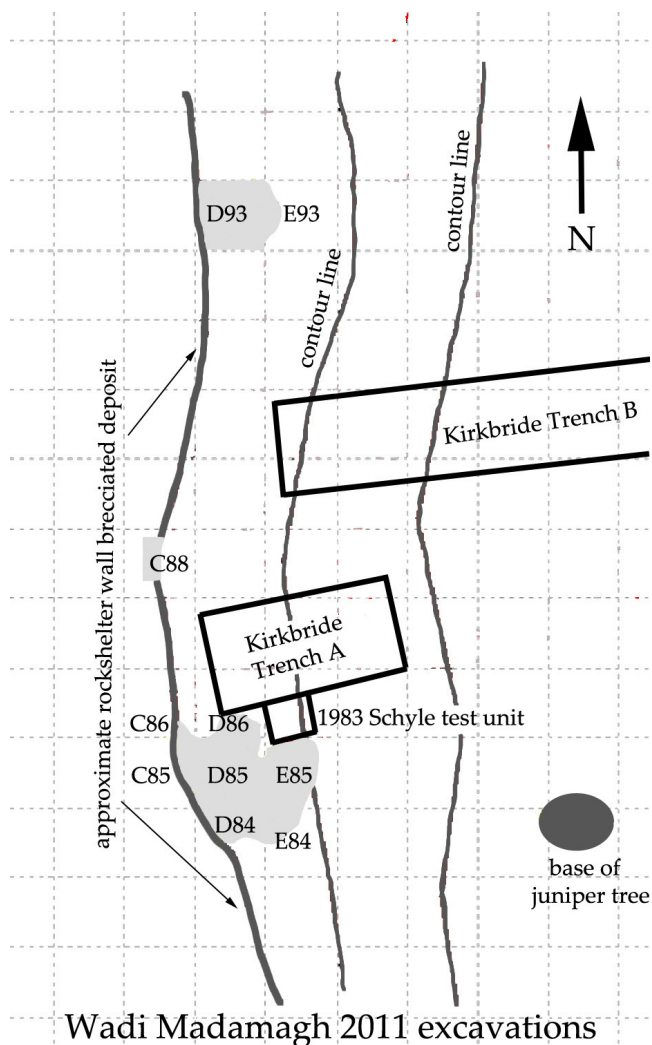 D93
E93
contour line
contour line
N
Kirkbride Trench B
approximate rockshelter wall brecciated deposit
C88
Kirkbride
Trench A
C86
D86
1983 Schyle test unit
C85
D85
E85
D84
E84
base of
juniper tree
Wadi Madamagh 2011 excavations